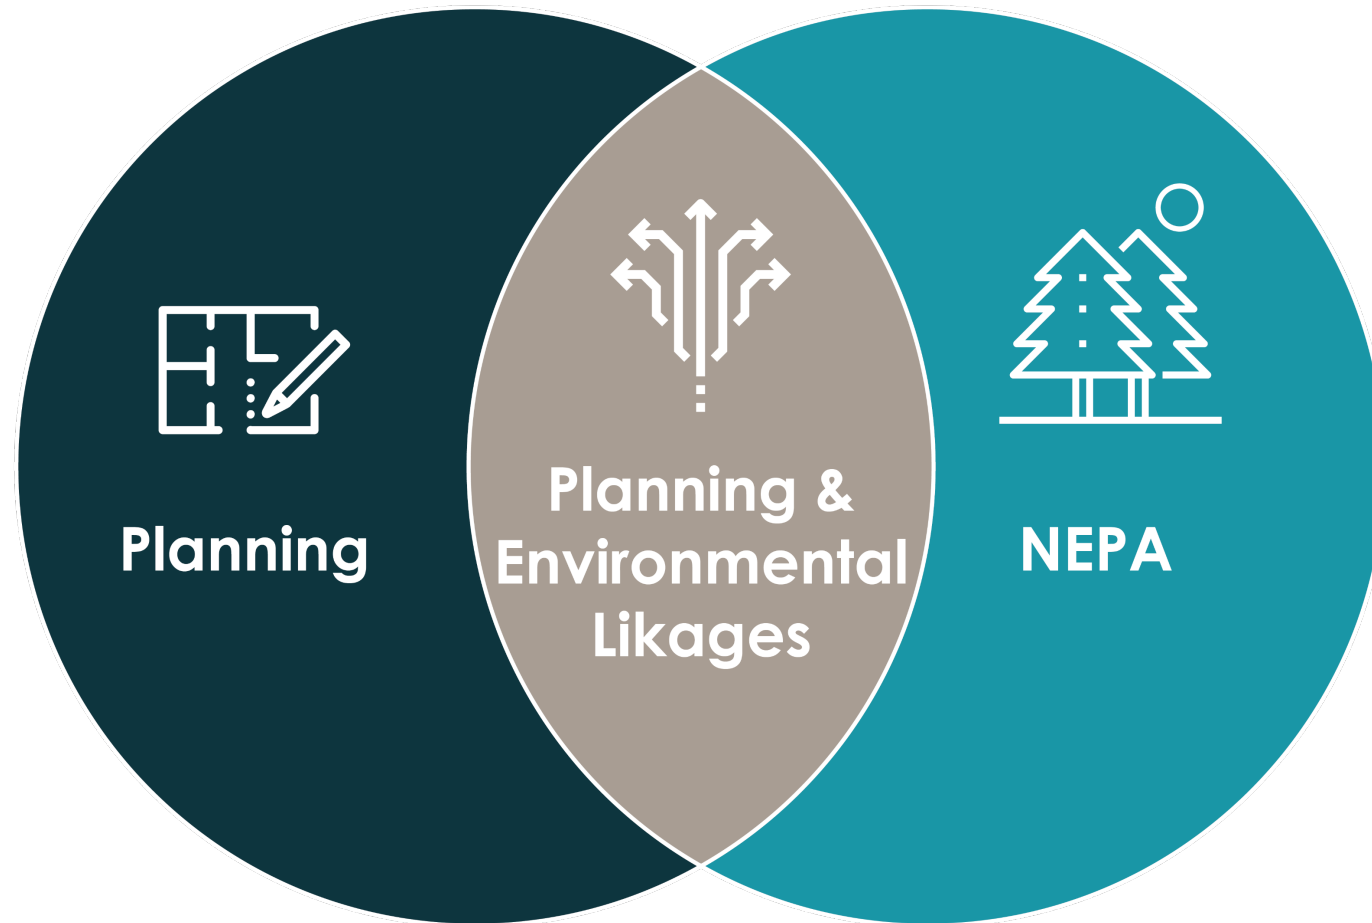 Planning
Planning &
Environmental
Likages
NEPA